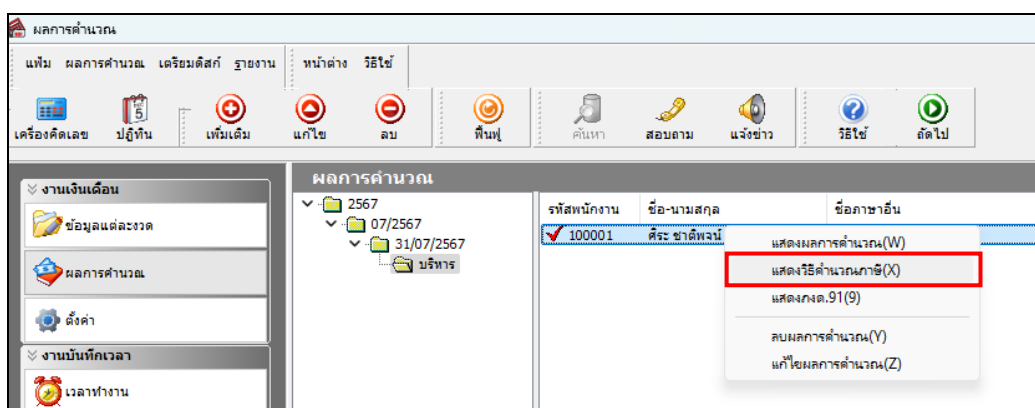 ผลการคำนวณ
แฟ้ม ผลการคำนวณ เตรียมดิสก์ รายงาน หน้าต่าง วิธีใช้
5
เครื่องคิดเลข ปฏิทิน เพิ่มเติม แก้ไข ลบ ฟื้นฟู ค้นหา สอบถาม แจ้งข่าว วิธีใช้ ถัดไป
งานเงินเดือน
ข้อมูลแต่ละงวด
ผลการคำนวณ
ตั้งค่า
งานบันทึกเวลา
เวลาทำงาน
ผลการคำนวณ
2567
07/2567
31/07/2567
บริหาร
รหัสพนักงาน ชื่อ-นามสกุล ชื่อภาษาอื่น
100001 ศิระ ชาติพจน์
แสดงผลการคำนวณ(W)
แสดงวิธีคำนวณภาษี(X)
แสดงภงด.91(9)
ลบผลการคำนวณ(Y)
แก้ไขผลการคำนวณ(Z)